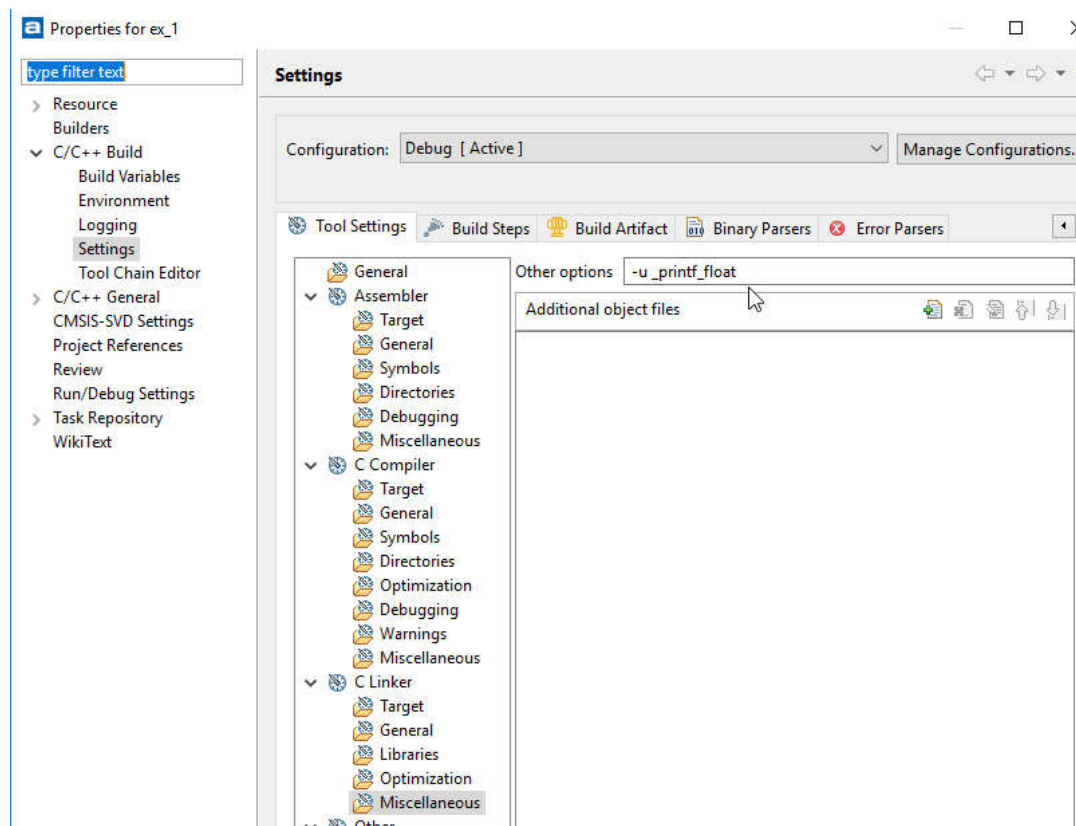 Properties for ex_1
type filter text
Resource
Builders
C/C++ Build
Build Variables
Environment
Logging
Settings
Tool Chain Editor
C/C++ General
CMSIS-SVD Settings
Project References
Review
Run/Debug Settings
Task Repository
WikiText
Settings
Configuration: Debug [ Active ] Manage Configurations..
Tool Settings Build Steps Build Artifact Binary Parsers Error Parsers
General
Assembler
Target
General
Symbols
Directories
Debugging
Miscellaneous
C Compiler
Target
General
Symbols
Directories
Optimization
Debugging
Warnings
Miscellaneous
C Linker
Target
General
Libraries
Optimization
Miscellaneous
Other
Other options -u _printf_float
Additional object files